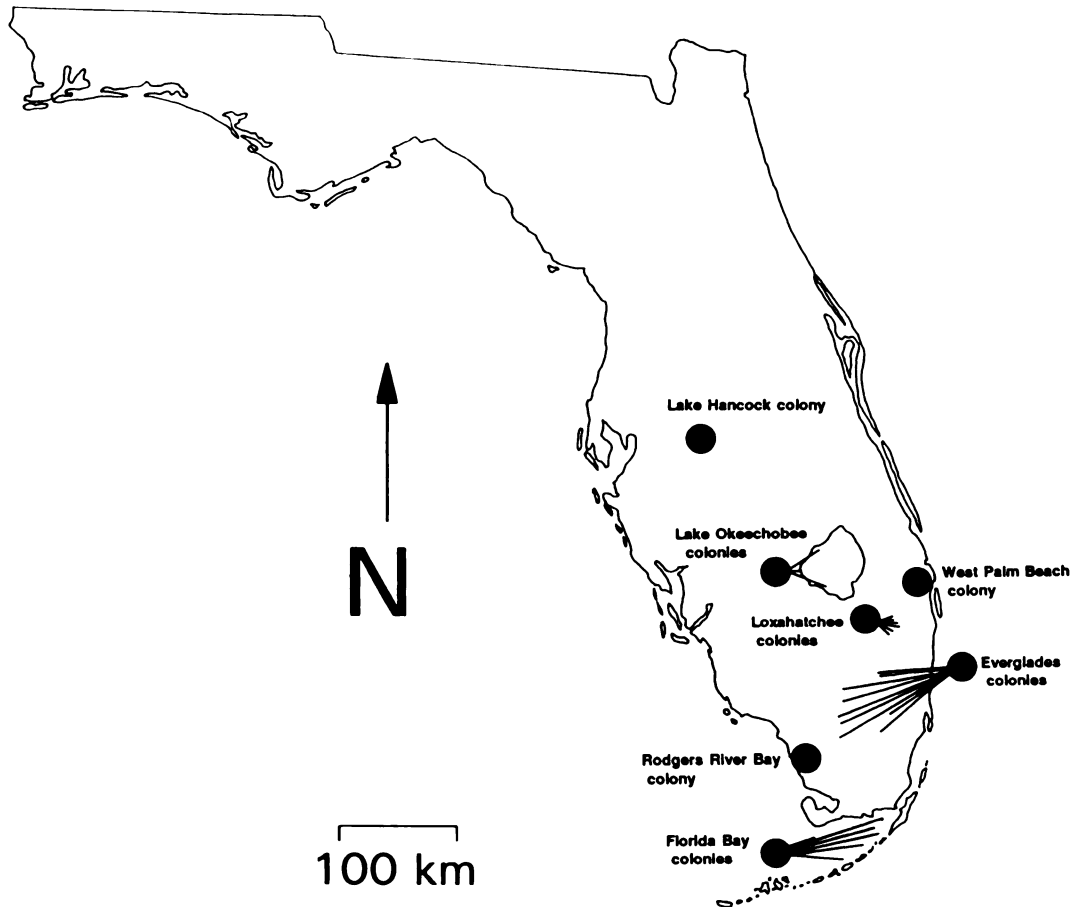 Lake Hancock colony
N
Lake Okeechobee
colonies
West Palm Beach
colony
Loxahatchee
colonies
Everglades
colonies
Rodgers River Bay
colony
Florida Bay
colonies
100 km